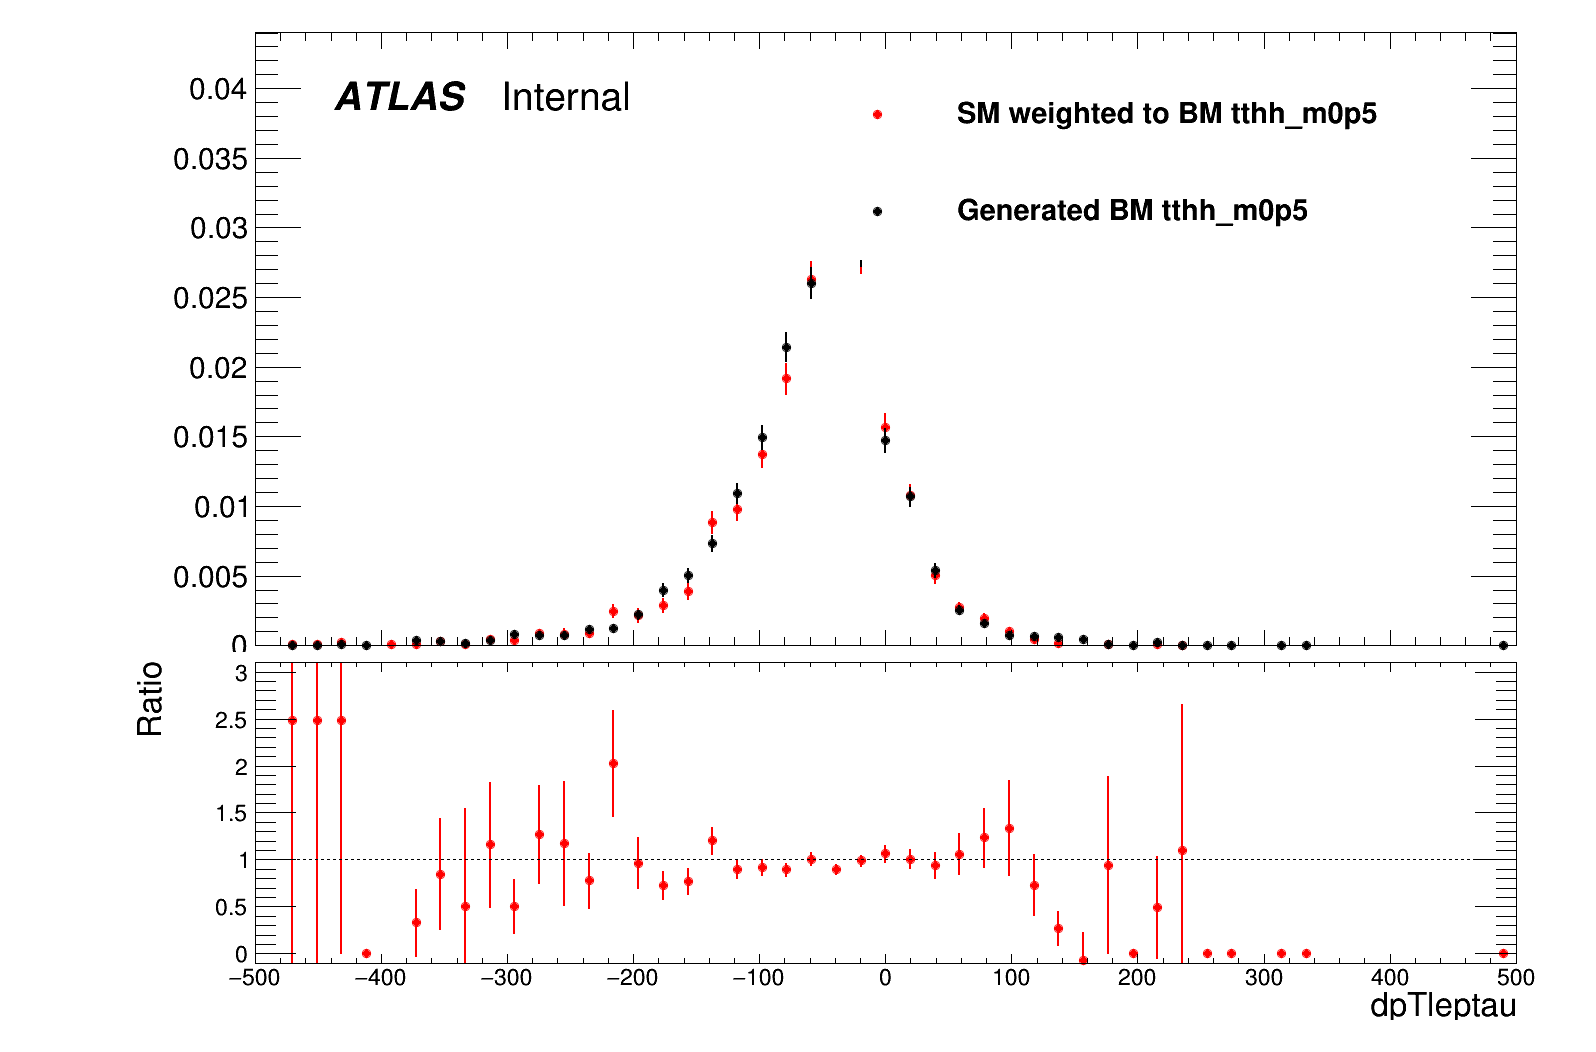 ATLAS Internal
SM weighted to BM tthh_m0p5
Generated BM tthh_m0p5
0.04
0.035
0.03
0.025
0.02
0.015
0.01
0.005
0
Ratio
3
2.5
2
1.5
1
0.5
0
−500 −400 −300 −200 −100 0 100 200 300 400 500
dpTleptau